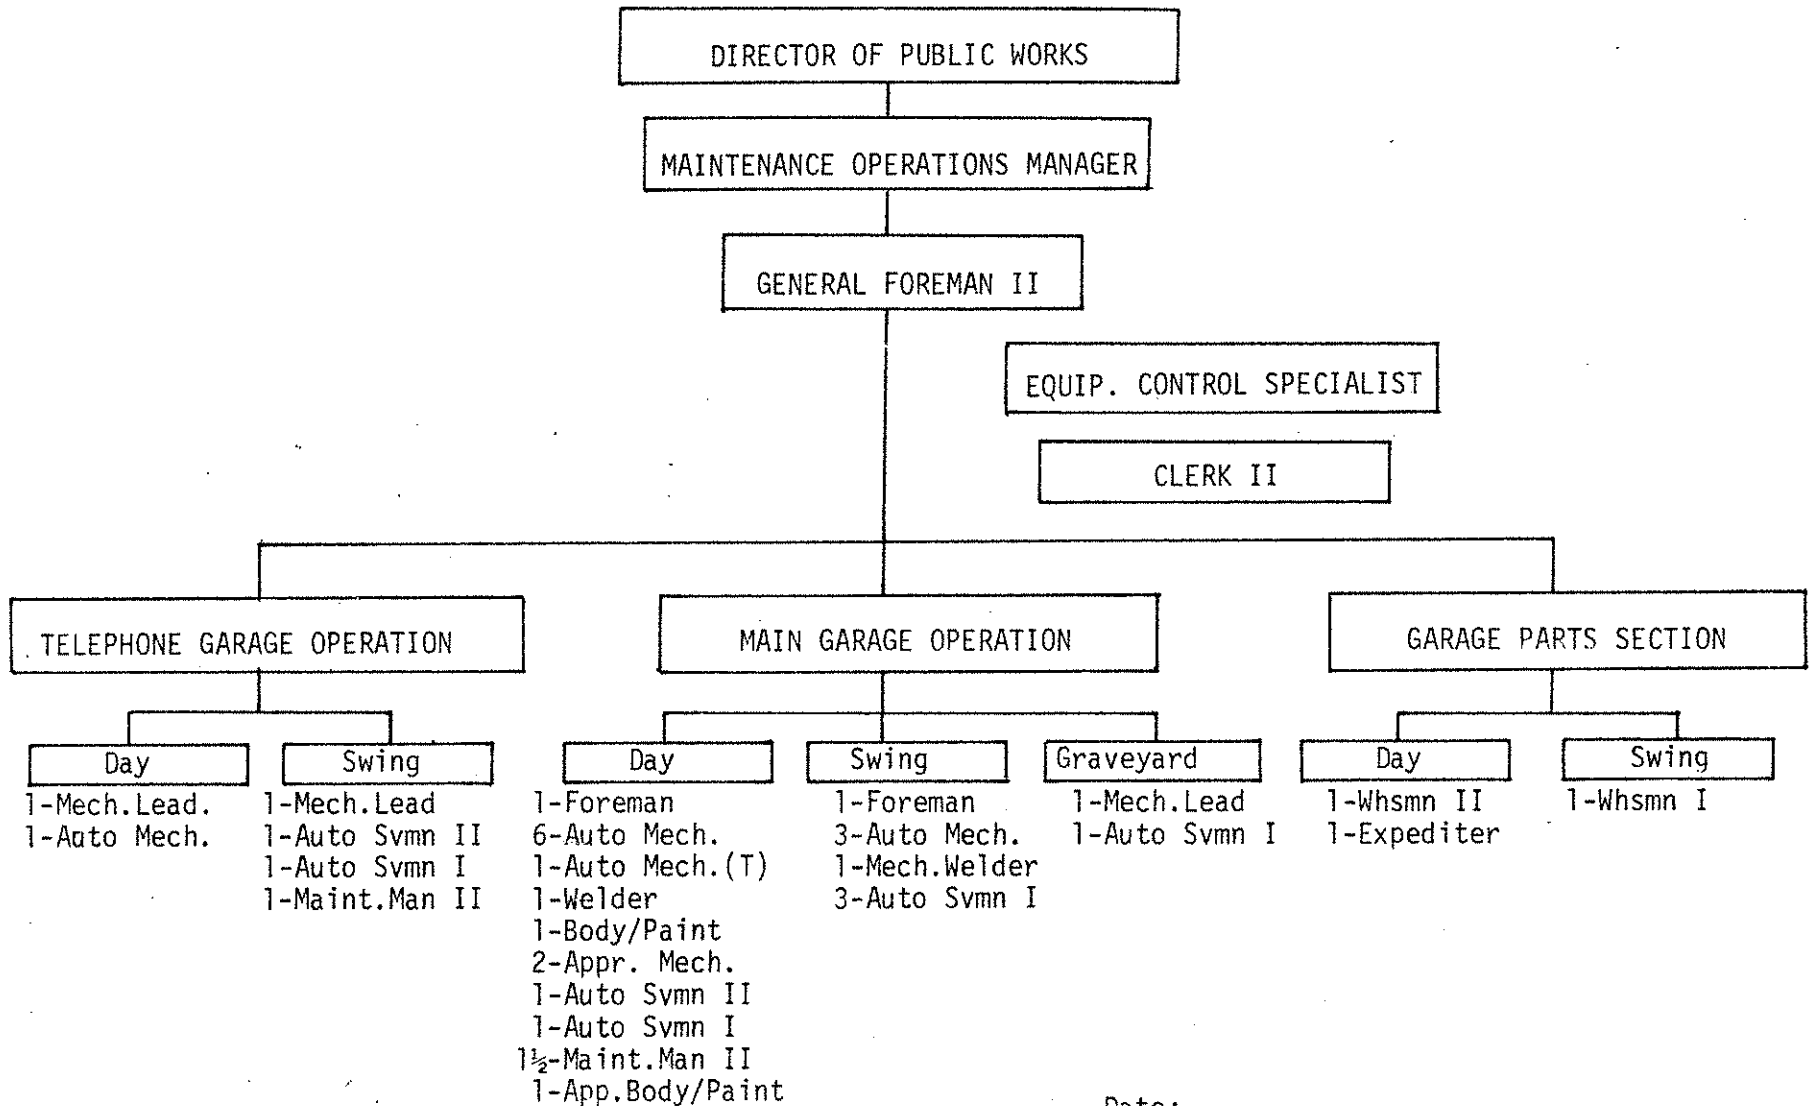 DIRECTOR OF PUBLIC WORKS
MAINTENANCE OPERATIONS MANAGER
GENERAL FOREMAN II
EQUIP. CONTROL SPECIALIST
CLERK II
TELEPHONE GARAGE OPERATION
Day
1-Mech.Lead.
1-Auto Mech.
Swing
1-Mech.Lead
1-Auto Svmn II
1-Auto Svmn I
1-Maint.Man II
MAIN GARAGE OPERATION
Day
1-Foreman
6-Auto Mech.
1-Auto Mech.(T)
1-Welder
1-Body/Paint
2-Appr. Mech.
1-Auto Svmn II
1-Auto Svmn I
1½-Maint.Man II
1-App.Body/Paint
Swing
1-Foreman
3-Auto Mech.
1-Mech.Welder
3-Auto Svmn I
Graveyard
1-Mech.Lead
1-Auto Svmn I
GARAGE PARTS SECTION
Day
1-Whsmn II
1-Expediter
Swing
1-Whsmn I
Date: